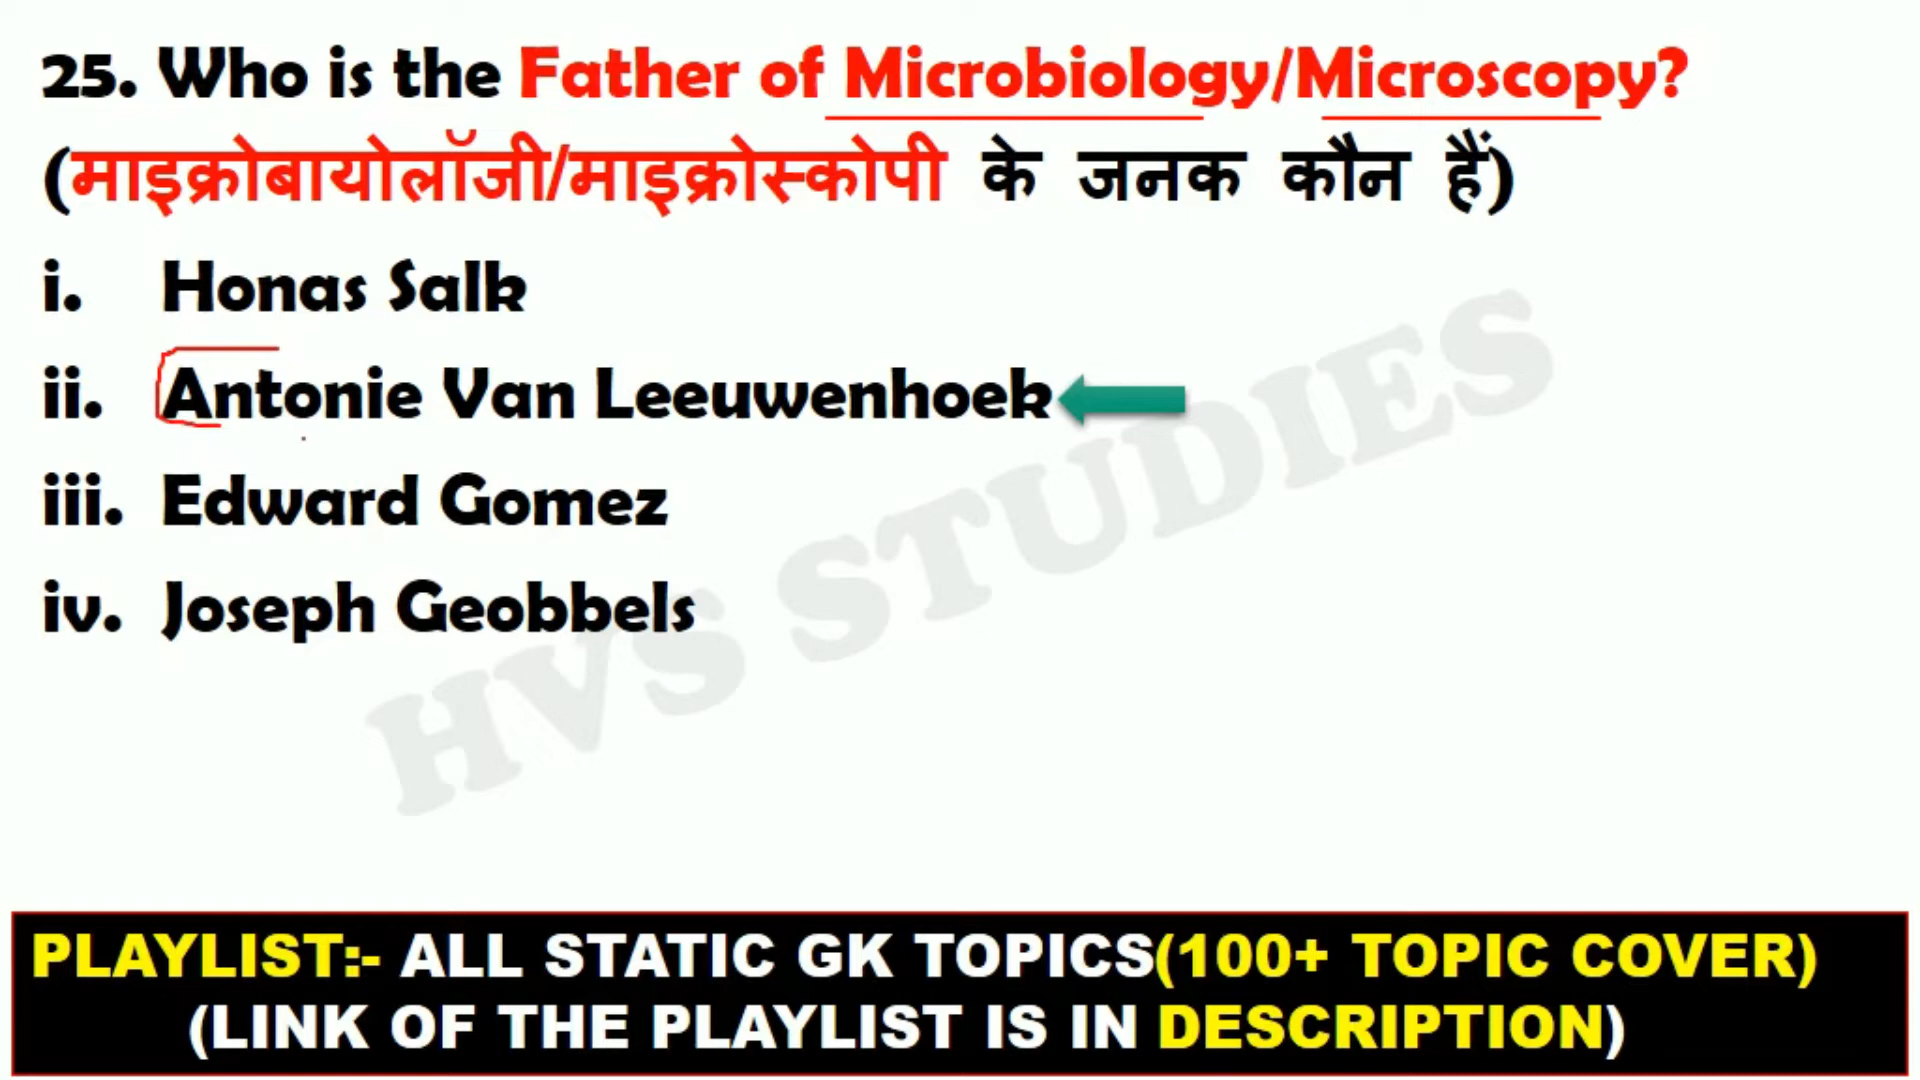 25. Who is the Father of Microbiology/Microscopy?
(माइक्रोबायोलॉजी/माइक्रोस्कोपी के जनक कौन हैं)
i. Honas Salk
ii. Antonie Van Leeuwenhoek
iii. Edward Gomez
iv. Joseph Geobbels
HVS STUDIES
PLAYLIST:- ALL STATIC GK TOPICS(100+ TOPIC COVER)
(LINK OF THE PLAYLIST IS IN DESCRIPTION)